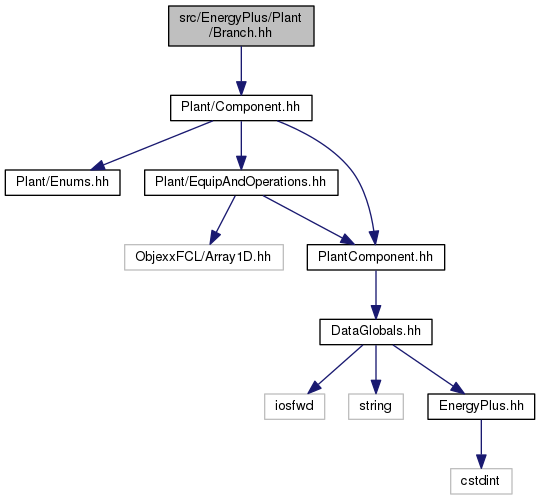 src/EnergyPlus/Plant
/Branch.hh
Plant/Component.hh
Plant/Enums.hh
Plant/EquipAndOperations.hh
ObjexxFCL/Array1D.hh
PlantComponent.hh
DataGlobals.hh
iosfwd
string
EnergyPlus.hh
cstdint